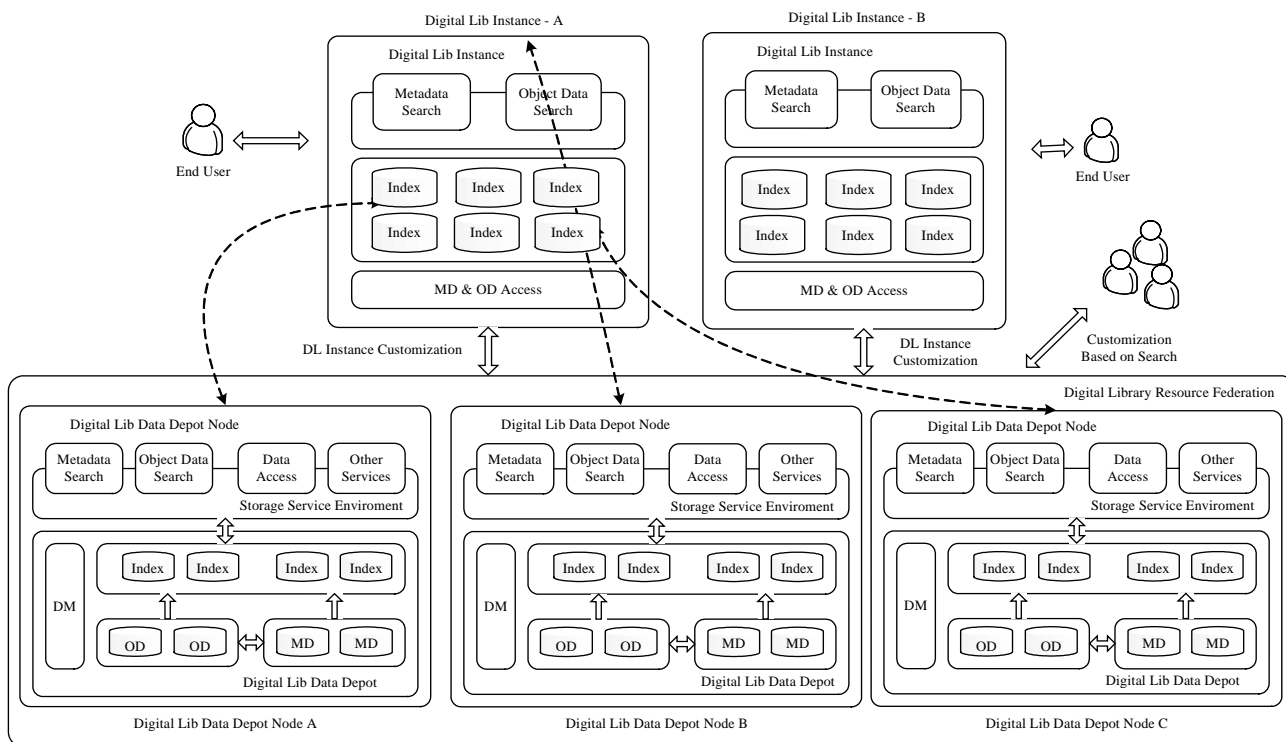 Digital Lib Instance - A
Digital Lib Instance
Metadata
Search
Object Data
Search
Index
Index
Index
Index
Index
Index
MD & OD Access
Digital Lib Instance - B
Digital Lib Instance
Metadata
Search
Object Data
Search
Index
Index
Index
Index
Index
Index
MD & OD Access
End User
End User
DL Instance Customization
DL Instance
Customization
Customization
Based on Search
Digital Library Resource Federation
Digital Lib Data Depot Node
Metadata
Search
Object Data
Search
Data
Access
Other
Services
Storage Service Enviroment
DM
Index
Index
Index
Index
OD
OD
MD
MD
Digital Lib Data Depot
Digital Lib Data Depot Node A
Digital Lib Data Depot Node
Metadata
Search
Object Data
Search
Data
Access
Other
Services
Storage Service Enviroment
DM
Index
Index
Index
Index
OD
OD
MD
MD
Digital Lib Data Depot
Digital Lib Data Depot Node B
Digital Lib Data Depot Node
Metadata
Search
Object Data
Search
Data
Access
Other
Services
Storage Service Enviroment
DM
Index
Index
Index
Index
OD
OD
MD
MD
Digital Lib Data Depot
Digital Lib Data Depot Node C